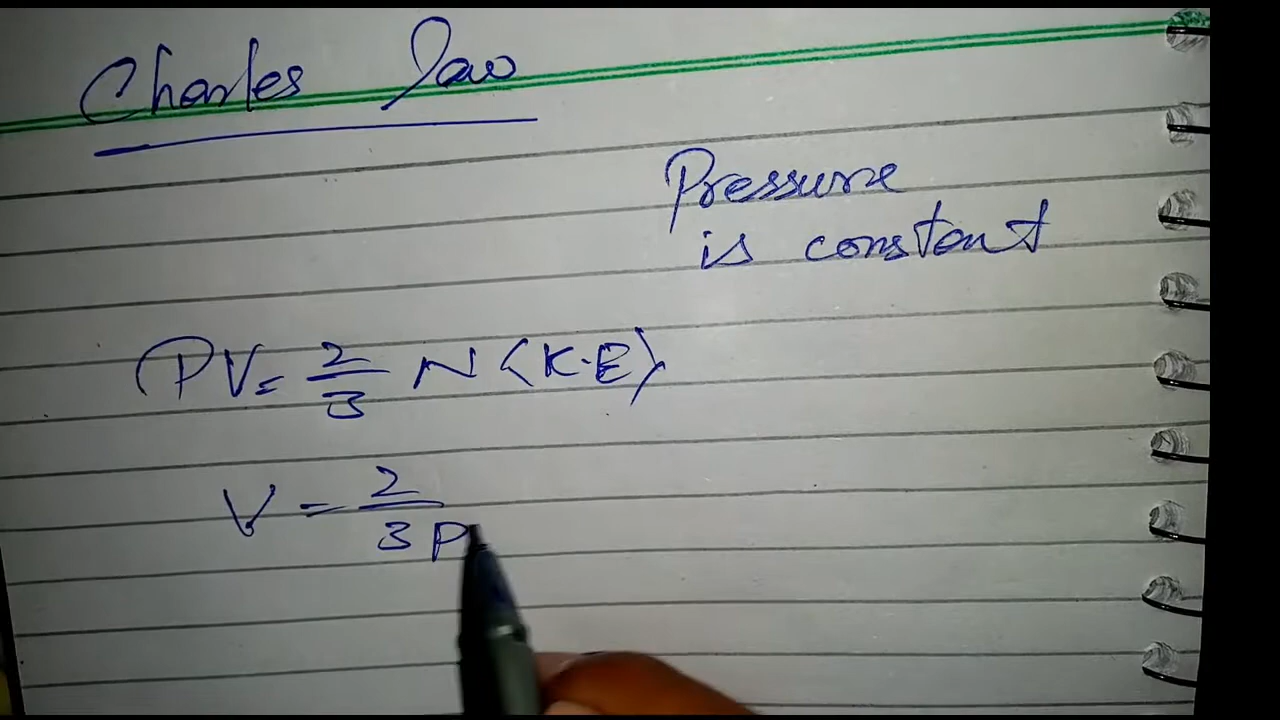 Charles law
Pressure
is constant
PV = 2/3 N <K.E>
V = 2/3P